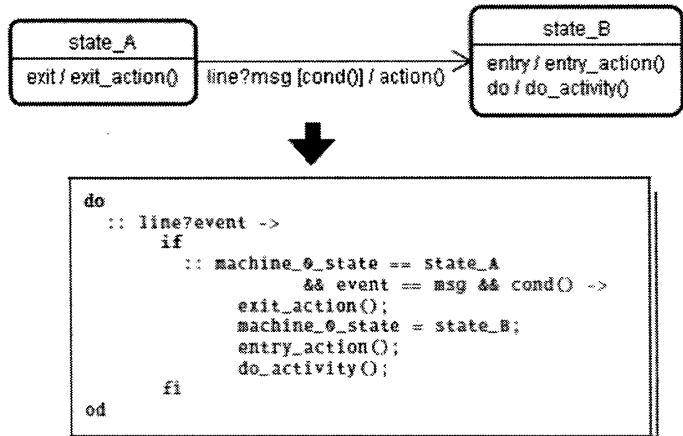 state_A
exit / exit_action()
line?msg [cond()] / action()
state_B
entry / entry_action()
do / do_activity()
do
:: line?event ->
if
:: machine_0_state == state_A
&& event == msg && cond() ->
exit_action();
machine_0_state = state_B;
entry_action();
do_activity();
fi
od